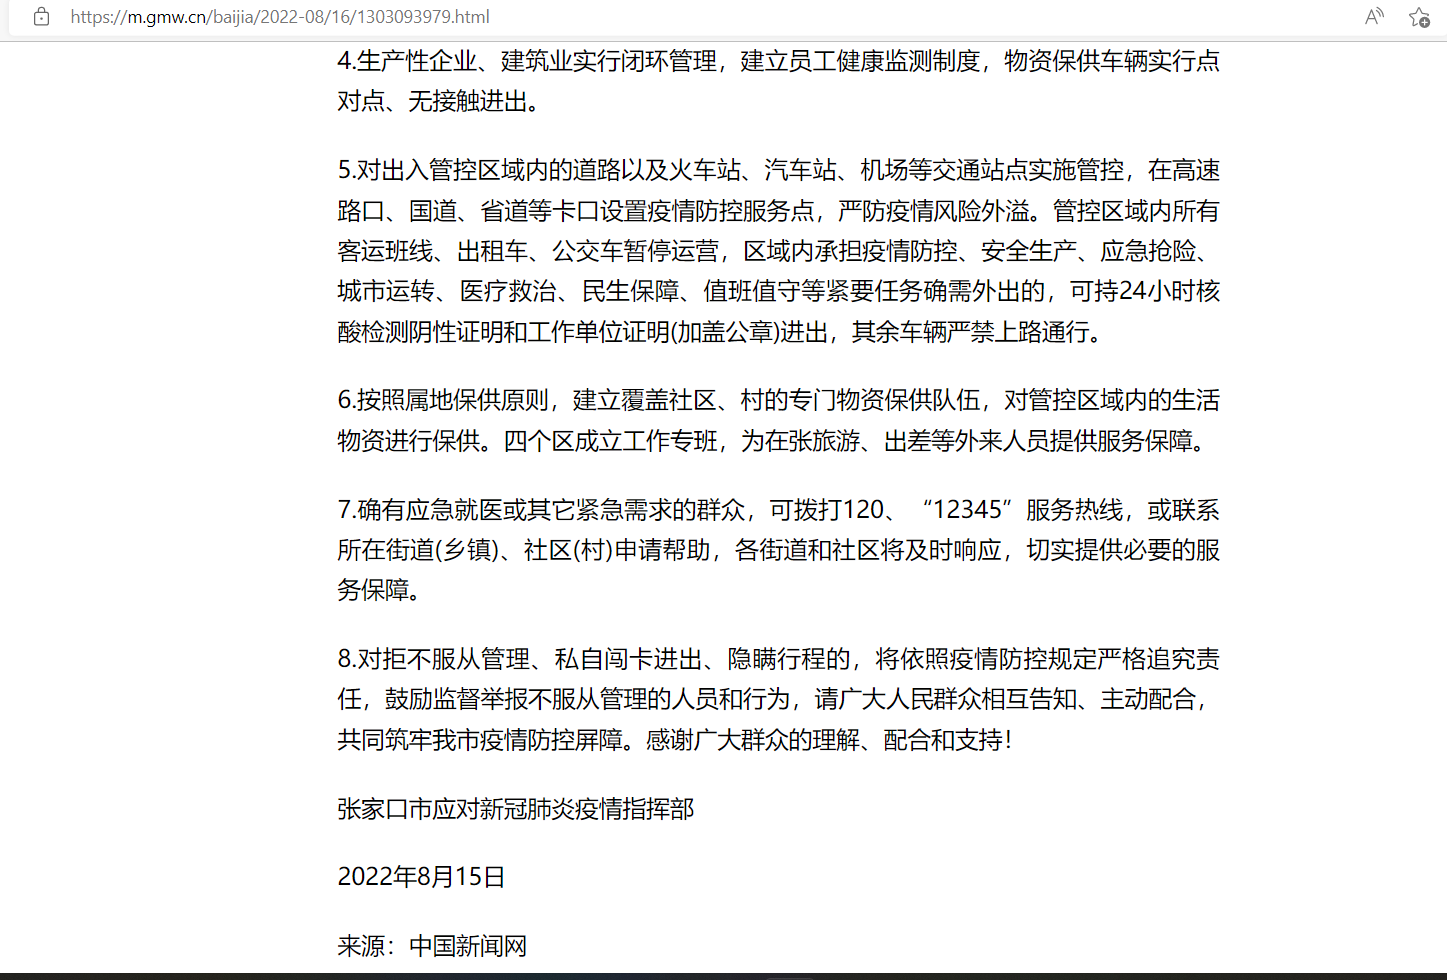 https://m.gmw.cn/baijia/2022-08/16/1303093979.html
4.生产性企业、建筑业实行闭环管理，建立员工健康监测制度，物资保供车辆实行点
对点、无接触进出。
5.对出入管控区域内的道路以及火车站、汽车站、机场等交通站点实施管控，在高速
路口、国道、省道等卡口设置疫情防控服务点，严防疫情风险外溢。管控区域内所有
客运班线、出租车、公交车暂停运营，区域内承担疫情防控、安全生产、应急抢险、
城市运转、医疗救治、民生保障、值班值守等紧要任务确需外出的，可持24小时核
酸检测阴性证明和工作单位证明(加盖公章)进出，其余车辆严禁上路通行。
6.按照属地保供原则，建立覆盖社区、村的专门物资保供队伍，对管控区域内的生活
物资进行保供。四个区成立工作专班，为在张旅游、出差等外来人员提供服务保障。
7.确有应急就医或其它紧急需求的群众，可拨打120、“12345”服务热线，或联系
所在街道(乡镇)、社区(村)申请帮助，各街道和社区将及时响应，切实提供必要的服
务保障。
8.对拒不服从管理、私自闯卡进出、隐瞒行程的，将依照疫情防控规定严格追究责
任，鼓励监督举报不服从管理的人员和行为，请广大人民群众相互告知、主动配合，
共同筑牢我市疫情防控屏障。感谢广大群众的理解、配合和支持！
张家口市应对新冠肺炎疫情指挥部
2022年8月15日
来源：中国新闻网